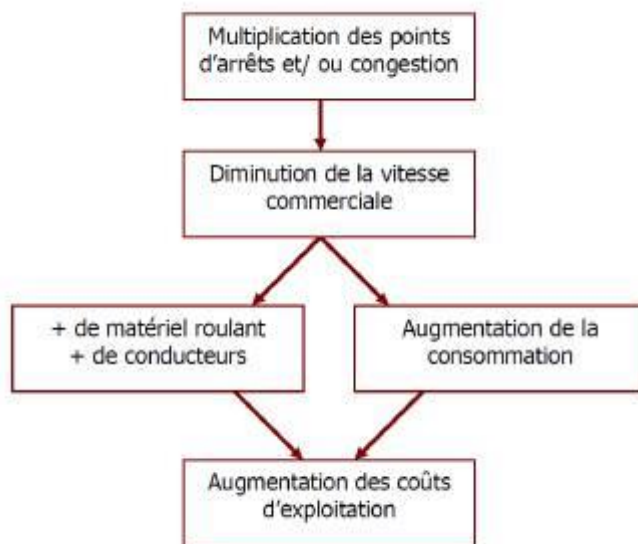 Multiplication des points
d'arrêts et/ ou congestion
Diminution de la vitesse
commerciale
+ de matériel roulant
+ de conducteurs
Augmentation de la
consommation
Augmentation des coûts
d'exploitation